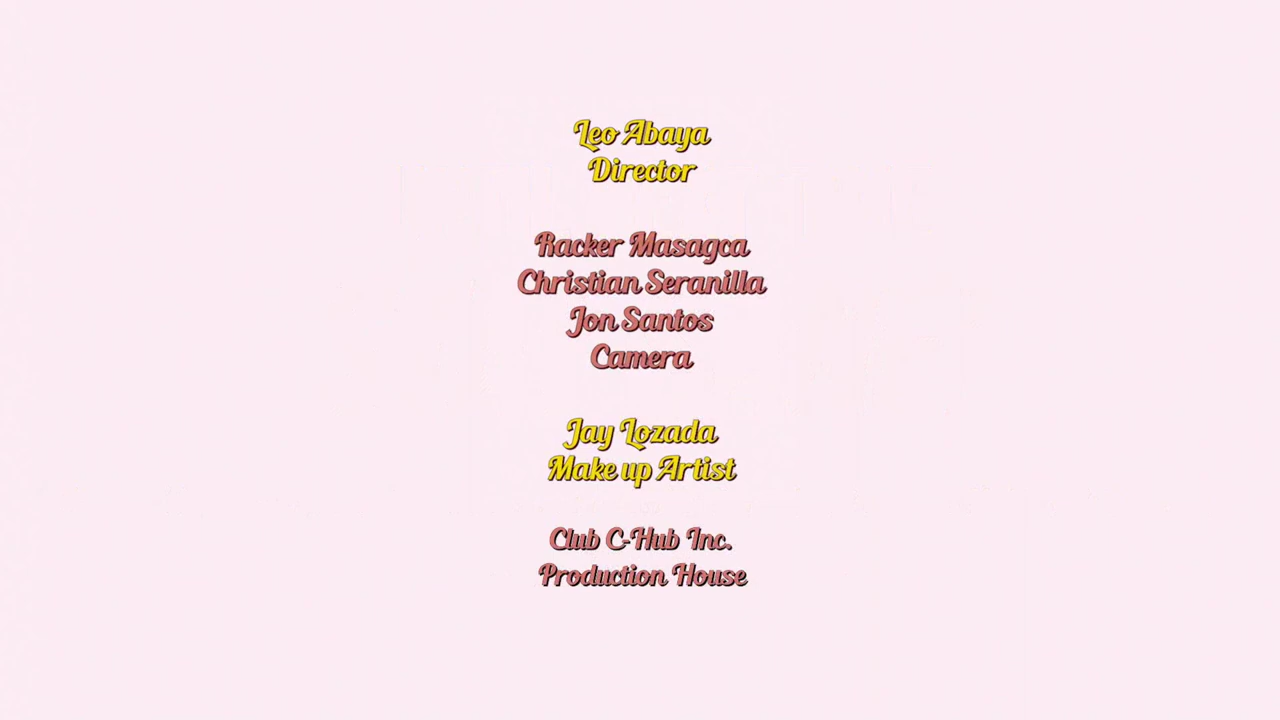 Leo Abaya
Director
Racker Masagca
Christian Seranilla
Jon Santos
Camera
Jay Lozada
Make up Artist
Club C-Hub Inc.
Production House